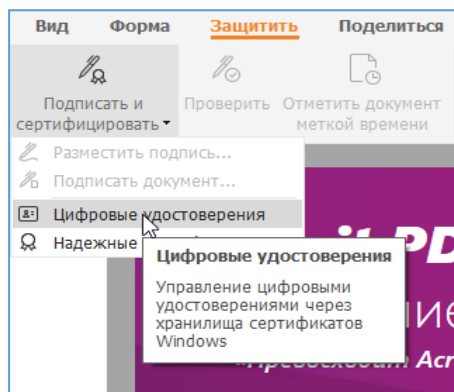 Вид Форма Защитить Поделиться
Подписать и сертифицировать
Проверить
Отметить документ меткой времени
Разместить подпись...
Подписать документ...
Цифровые удостоверения
Надежные
Цифровые удостоверения
Управление цифровыми
удостоверениями через
хранилища сертификатов
Windows